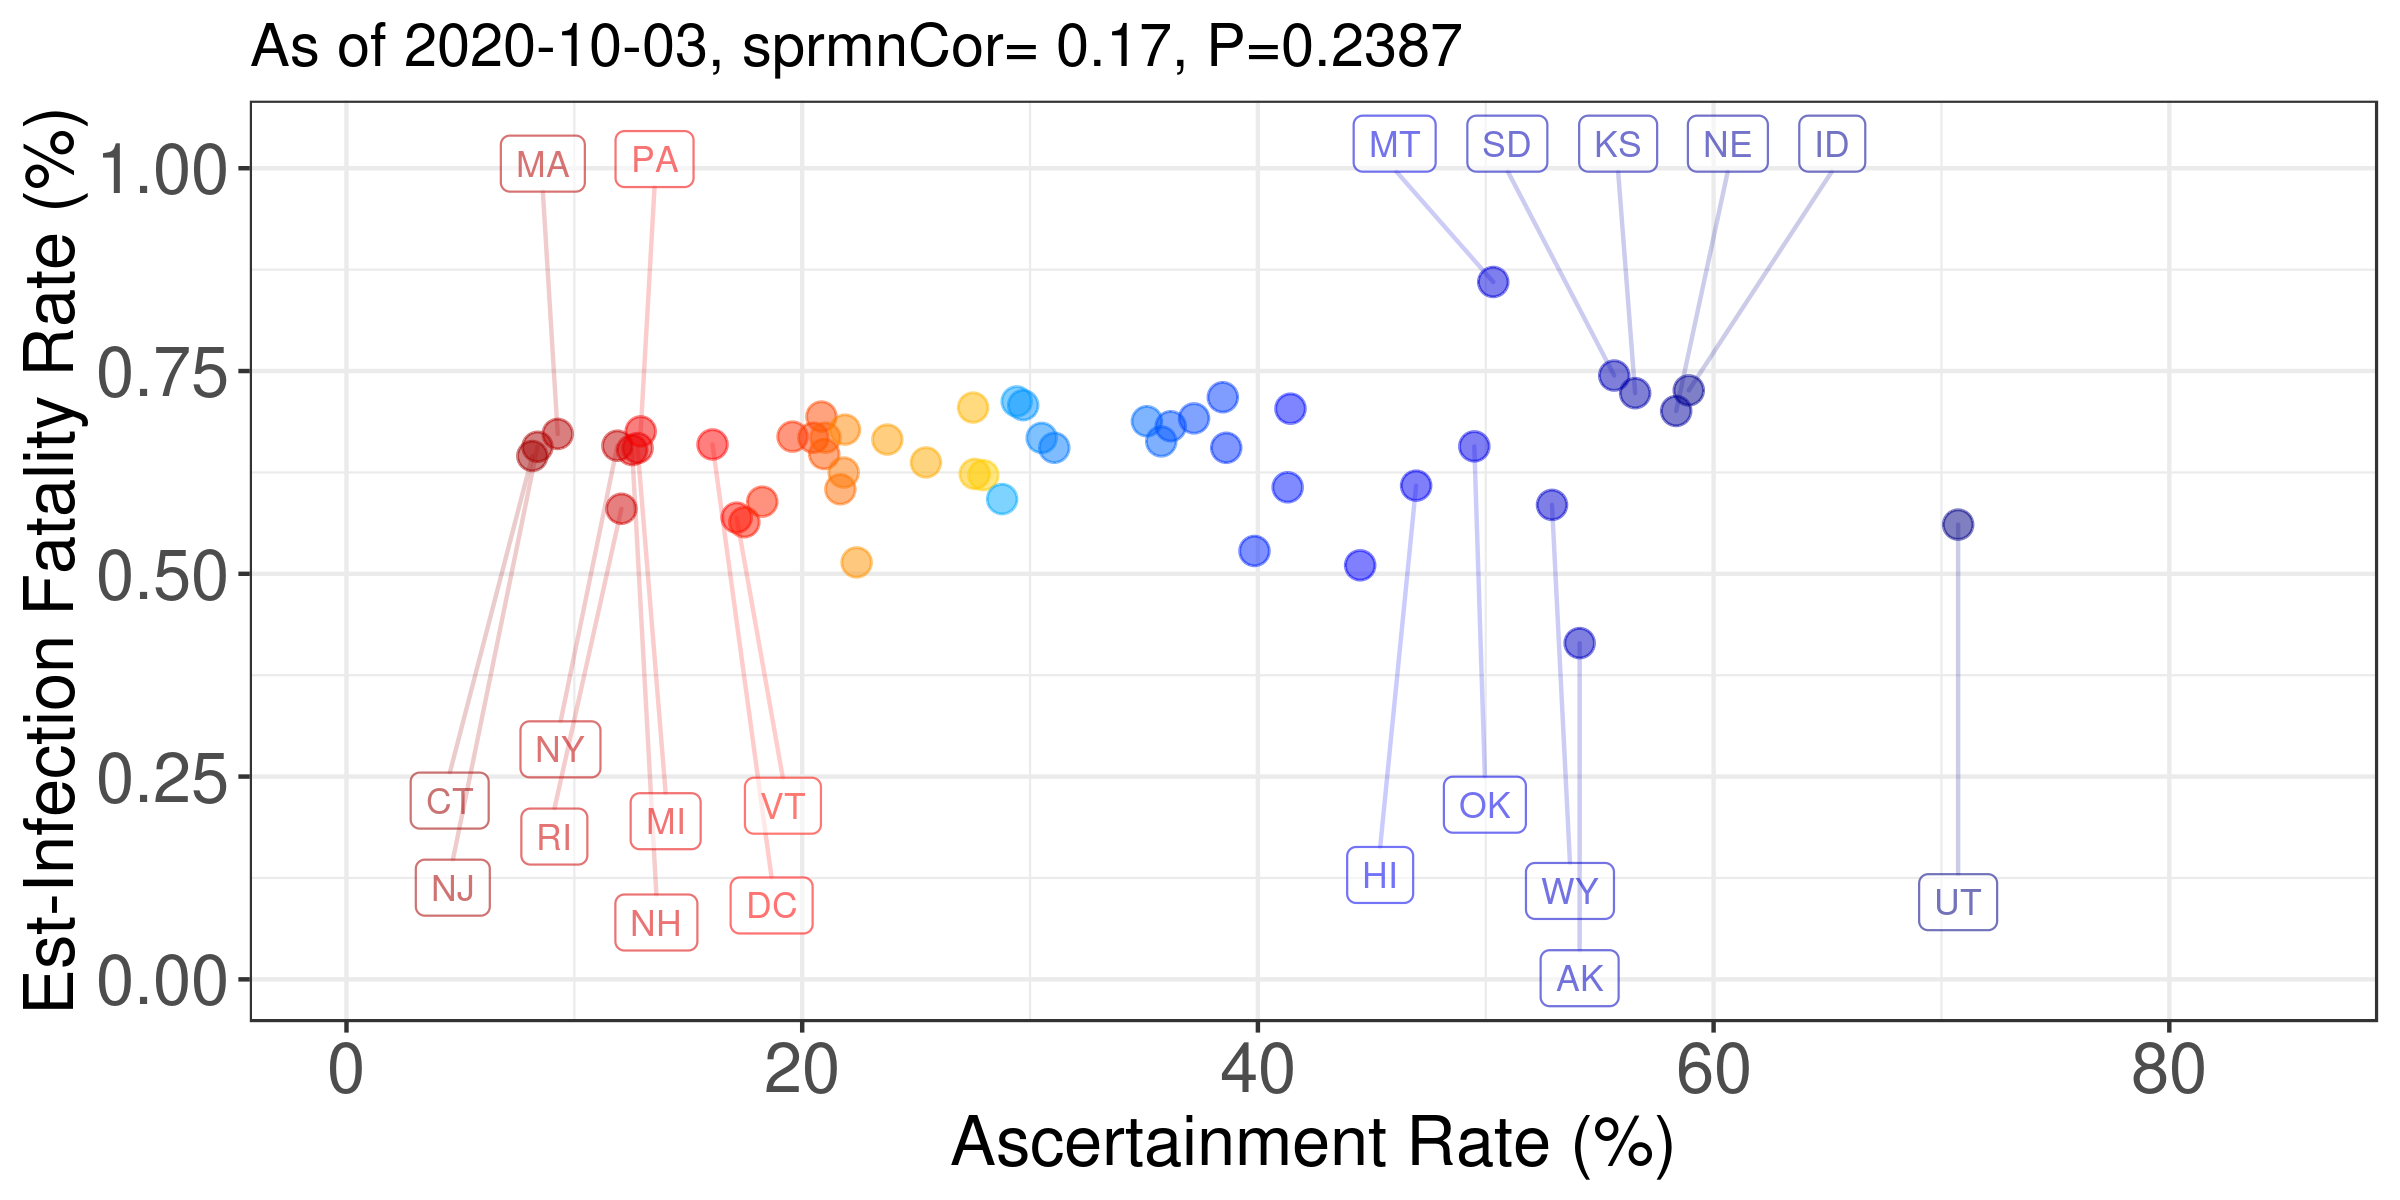 As of 2020-10-03, sprmnCor= 0.17, P=0.2387
Est-Infection Fatality Rate (%)
1.00
0.75
0.50
0.25
0.00
MA
PA
MT
SD
KS
NE
ID
NY
CT
RI
MI
VT
OK
NJ
NH
DC
HI
WY
UT
AK
0
20
40
60
80
Ascertainment Rate (%)